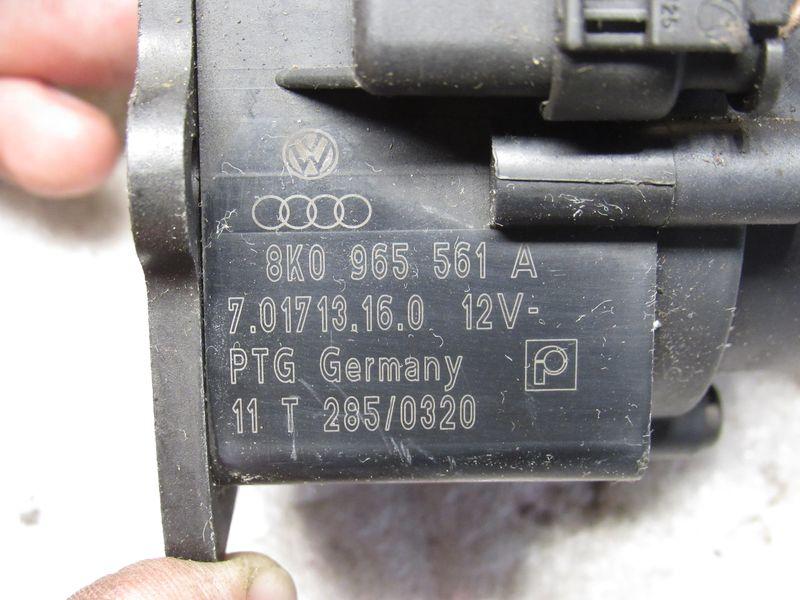 8K0 965 561 A
7.01713.16.0 12V-
PTG Germany
11 T 285/0320